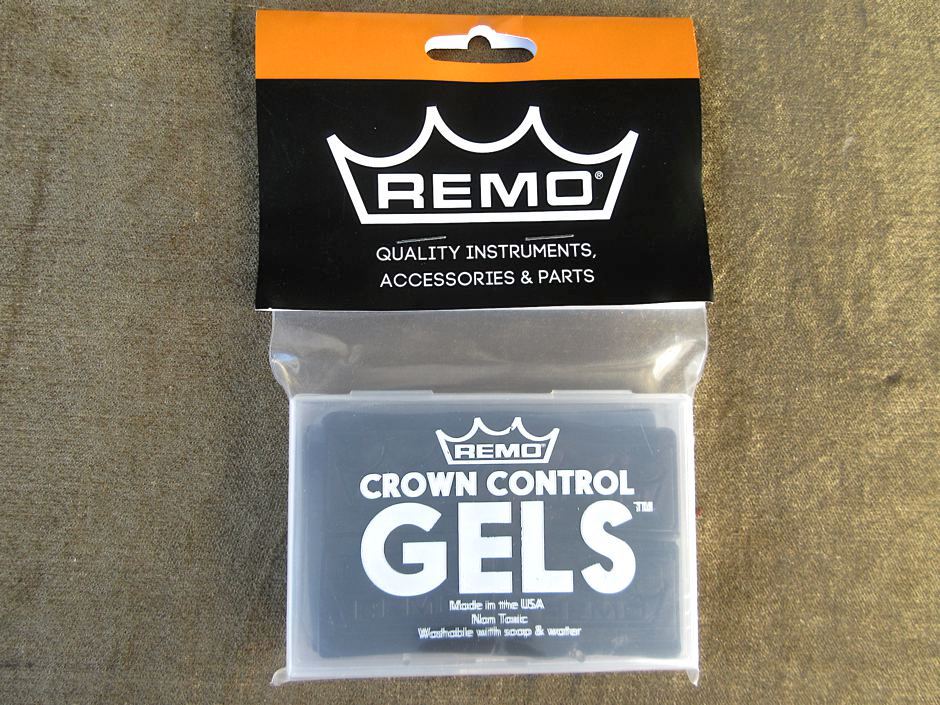 REMO®
QUALITY INSTRUMENTS,
ACCESSORIES & PARTS
REMO
CROWN CONTROL
GELS™
Made in the USA
Non Toxic
Washable with soap & water